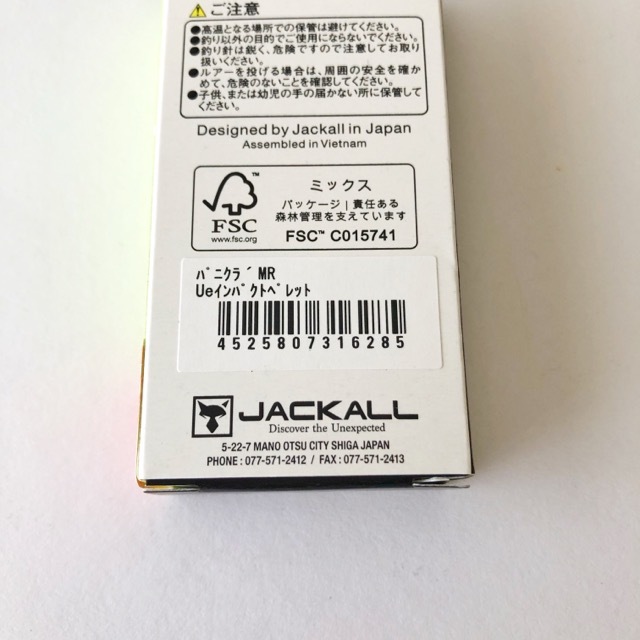 ⚠ご注意
●高温となる場所での保管は避けてください。
●釣り以外の目的でご使用にならないでください。
●釣り針は鋭く、危険ですので注意してお取り
扱いください。
●ルアーを投げる場合は、周囲の安全を確か
めて、危険のないことを確認してください。
●子供、または幼児の手の届かない所に保管して
ください。
Designed by Jackall in Japan
Assembled in Vietnam
FSC
www.fsc.org
ミックス
パッケージ|責任ある
森林管理を支えています
FSC™ C015741
ﾊﾟﾆｸﾗ゛MR
Ueｲﾝﾊﾟｸﾄﾍﾟﾚｯﾄ
4525807316285
JACKALL
Discover the Unexpected
5-22-7 MANO OTSU CITY SHIGA JAPAN
PHONE : 077-571-2412 / FAX : 077-571-2413